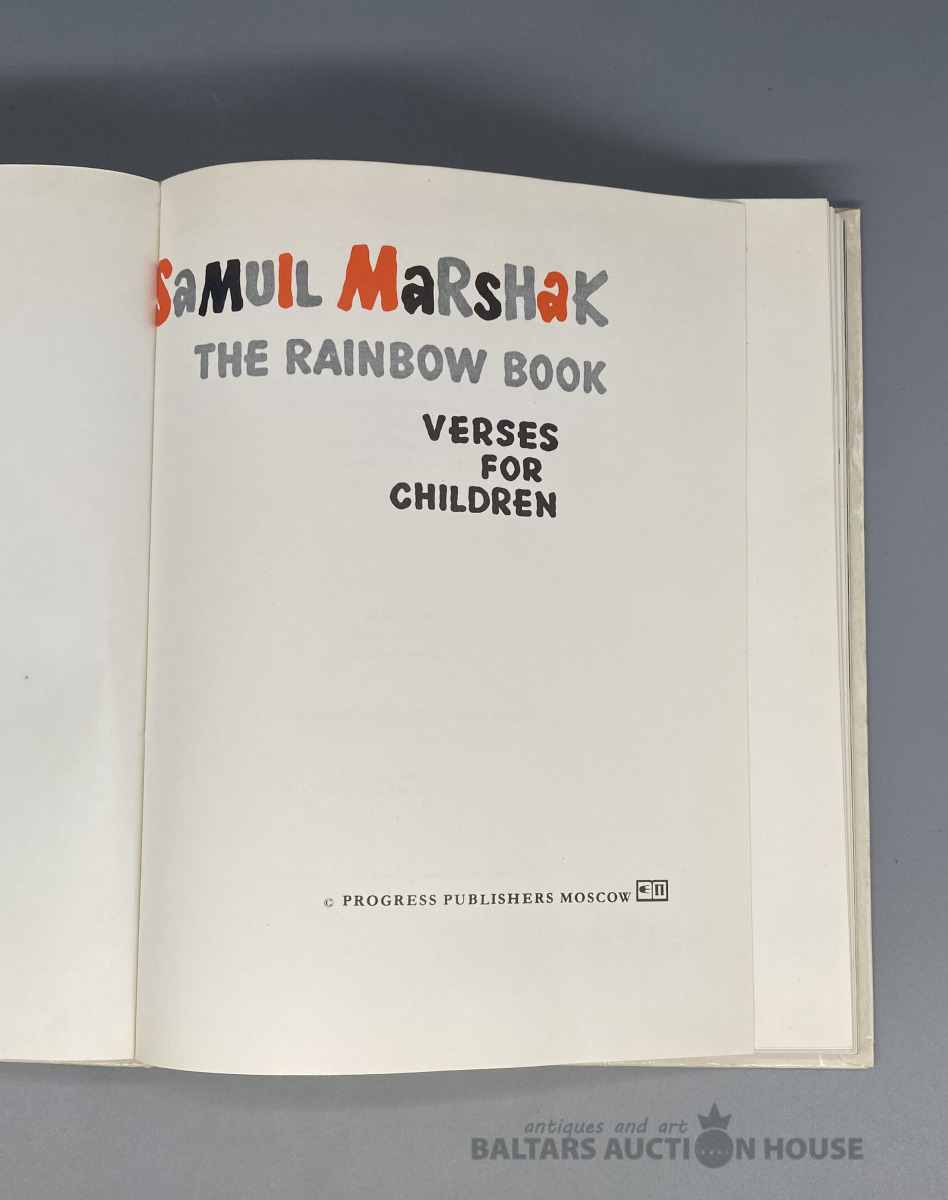 SaMUIL MaRSHaK
THE RAINBOW BOOK
VERSES
FOR
CHILDREN
© PROGRESS PUBLISHERS MOSCOW
antiques and art
BALTARS AUCTION HOUSE